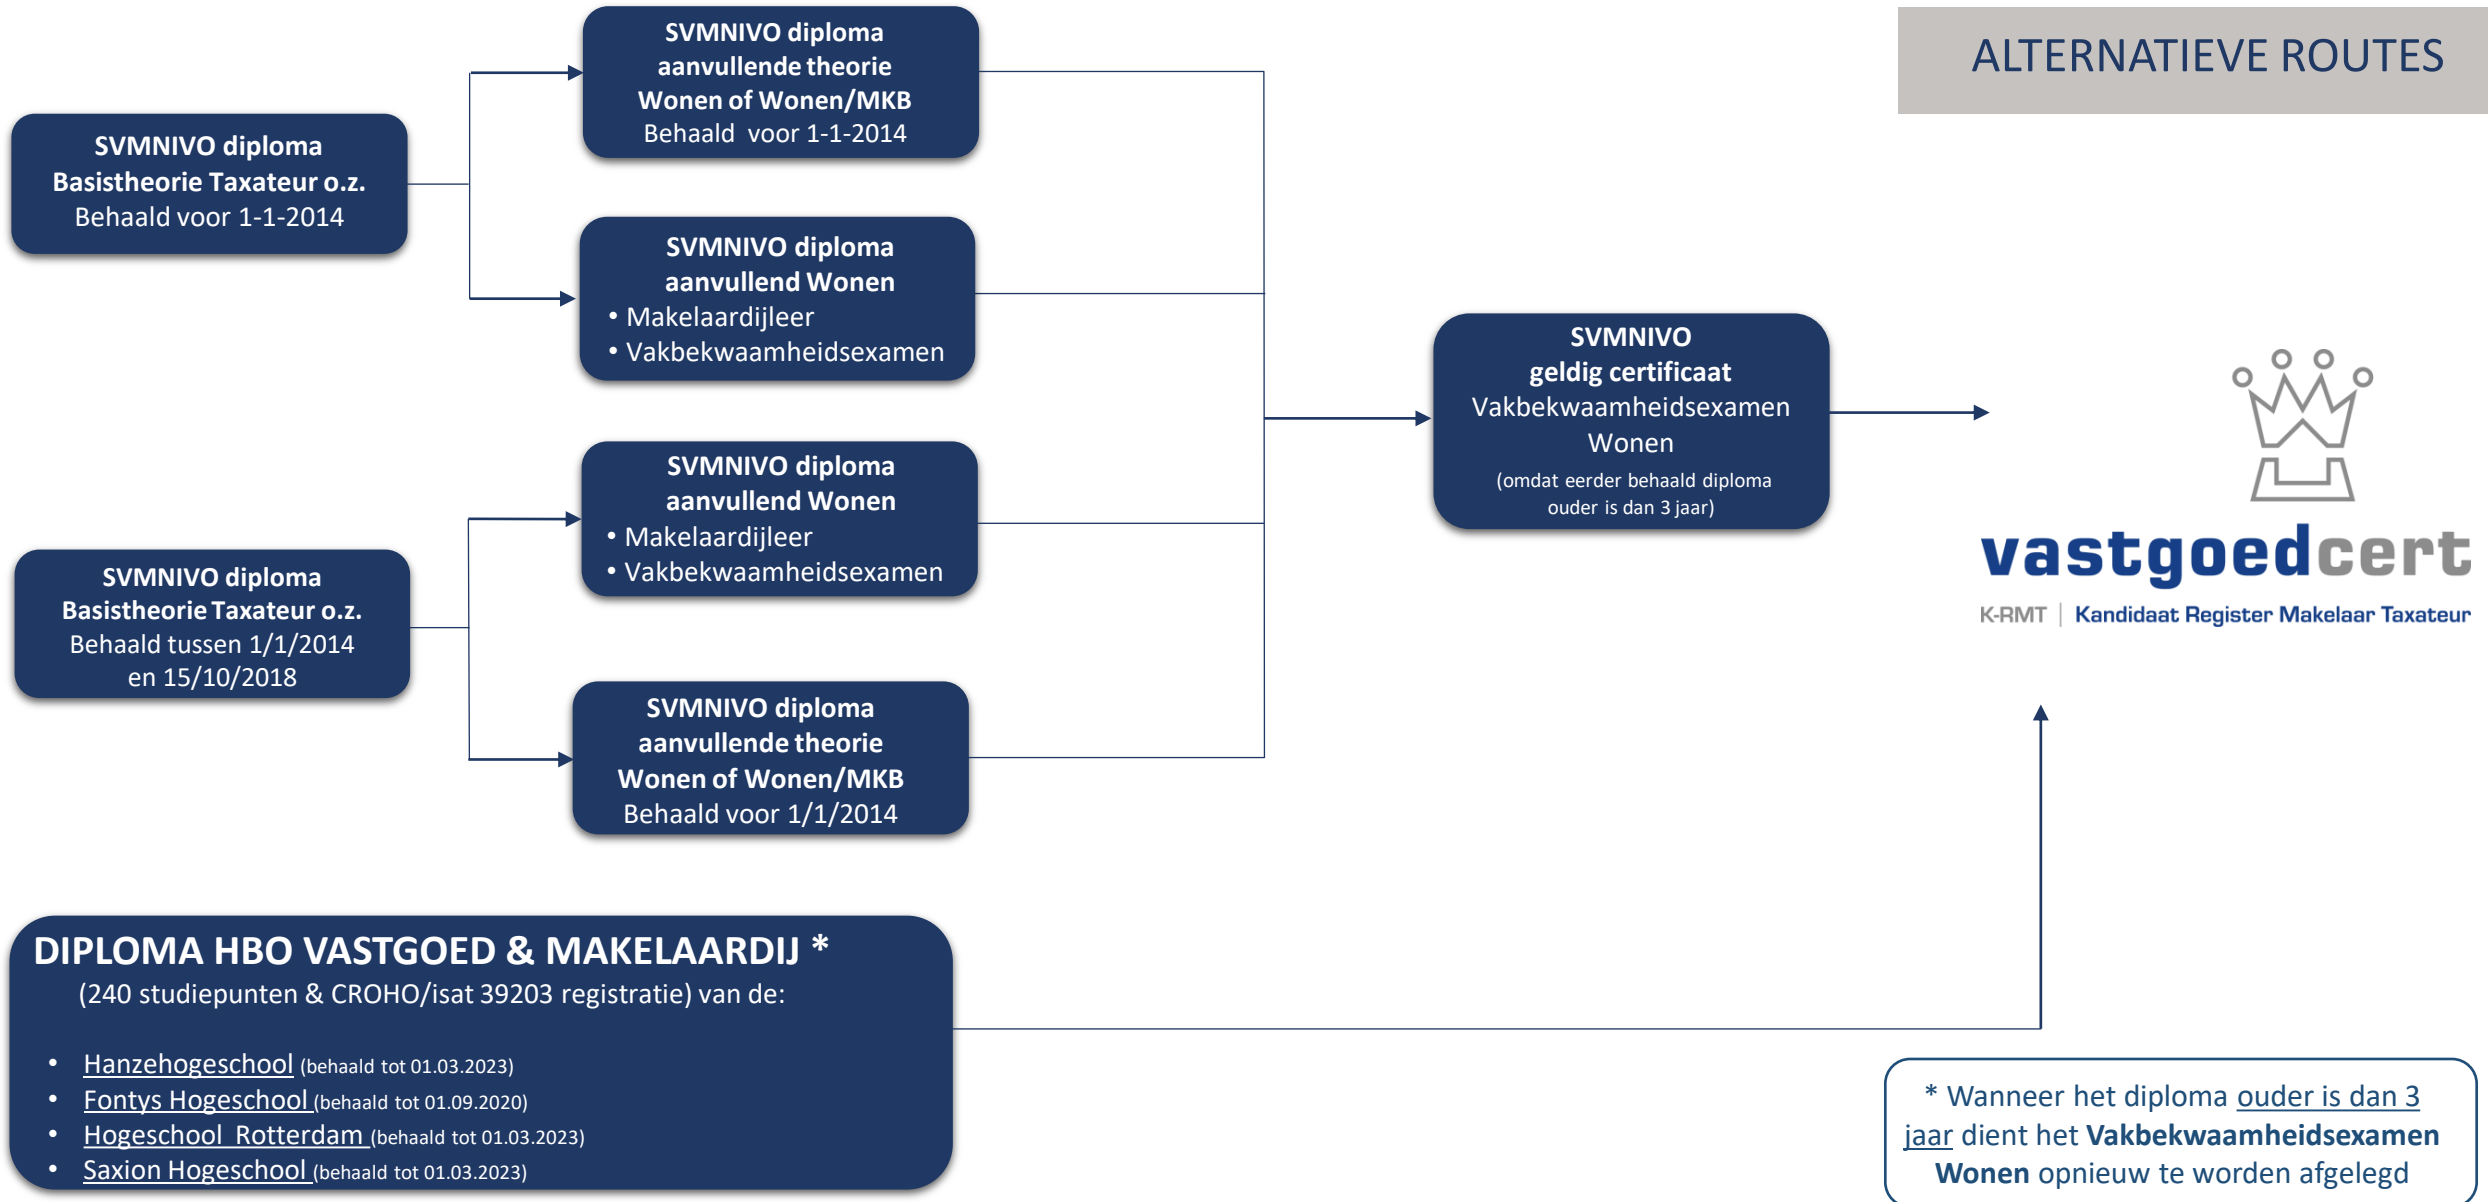 ALTERNATIEVE ROUTES
SVMNIVO diploma
Basistheorie Taxateur o.z.
Behaald voor 1-1-2014
SVMNIVO diploma
aanvullende theorie
Wonen of Wonen/MKB
Behaald voor 1-1-2014
SVMNIVO diploma
aanvullend Wonen
• Makelaardijleer
• Vakbekwaamheidsexamen
SVMNIVO diploma
Basistheorie Taxateur o.z.
Behaald tussen 1/1/2014
en 15/10/2018
SVMNIVO diploma
aanvullend Wonen
• Makelaardijleer
• Vakbekwaamheidsexamen
SVMNIVO diploma
aanvullende theorie
Wonen of Wonen/MKB
Behaald voor 1/1/2014
SVMNIVO
geldig certificaat
Vakbekwaamheidsexamen
Wonen
(omdat eerder behaald diploma
ouder is dan 3 jaar)
vastgoedcert
K-RMT | Kandidaat Register Makelaar Taxateur
DIPLOMA HBO VASTGOED & MAKELAARDIJ *
(240 studiepunten & CROHO/isat 39203 registratie) van de:
• Hanzehogeschool (behaald tot 01.03.2023)
• Fontys Hogeschool (behaald tot 01.09.2020)
• Hogeschool Rotterdam (behaald tot 01.03.2023)
• Saxion Hogeschool (behaald tot 01.03.2023)
* Wanneer het diploma ouder is dan 3
jaar dient het Vakbekwaamheidsexamen
Wonen opnieuw te worden afgelegd